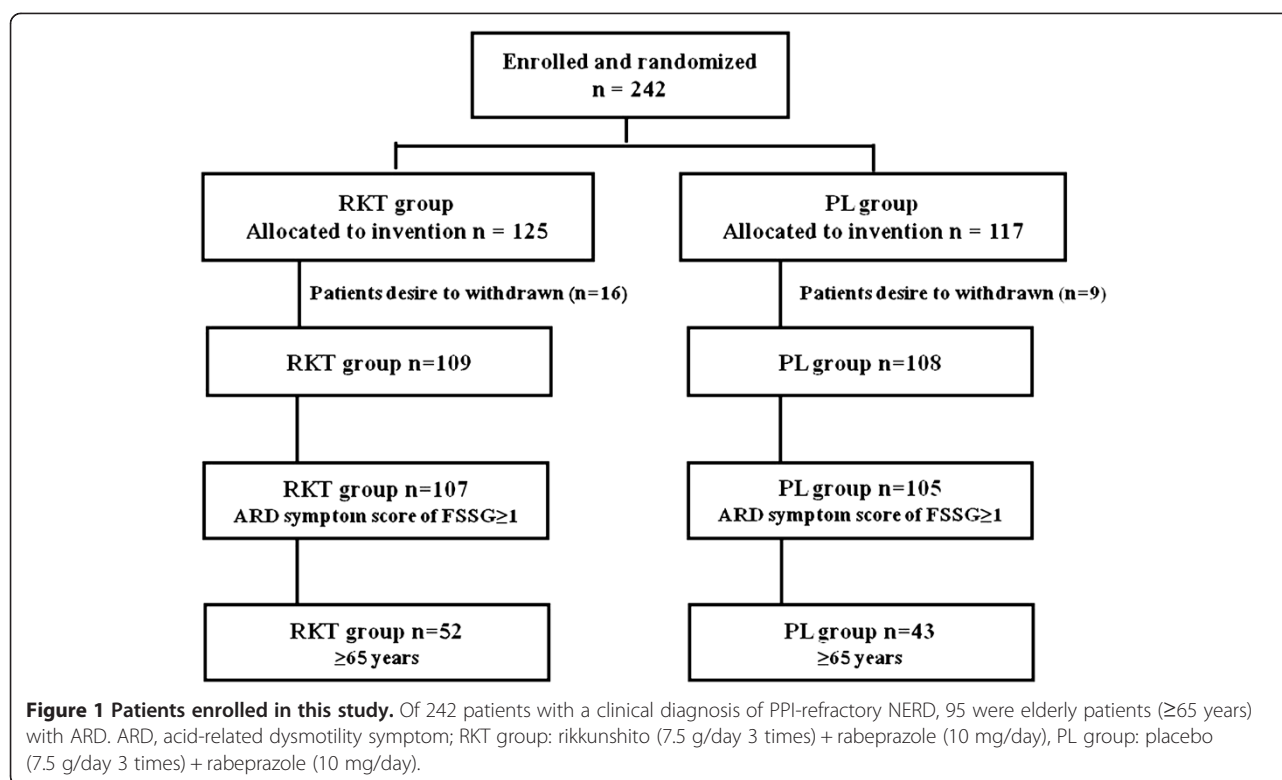 Enrolled and randomized
n = 242
RKT group
Allocated to invention n = 125
PL group
Allocated to invention n = 117
Patients desire to withdrawn (n=16)
Patients desire to withdrawn (n=9)
RKT group n=109
PL group n=108
RKT group n=107
ARD symptom score of FSSG≥1
PL group n=105
ARD symptom score of FSSG≥1
RKT group n=52
≥65 years
PL group n=43
≥65 years
Figure 1 Patients enrolled in this study. Of 242 patients with a clinical diagnosis of PPI-refractory NERD, 95 were elderly patients (≥65 years)
with ARD. ARD, acid-related dysmotility symptom; RKT group: rikkunshito (7.5 g/day 3 times) + rabeprazole (10 mg/day), PL group: placebo
(7.5 g/day 3 times) + rabeprazole (10 mg/day).